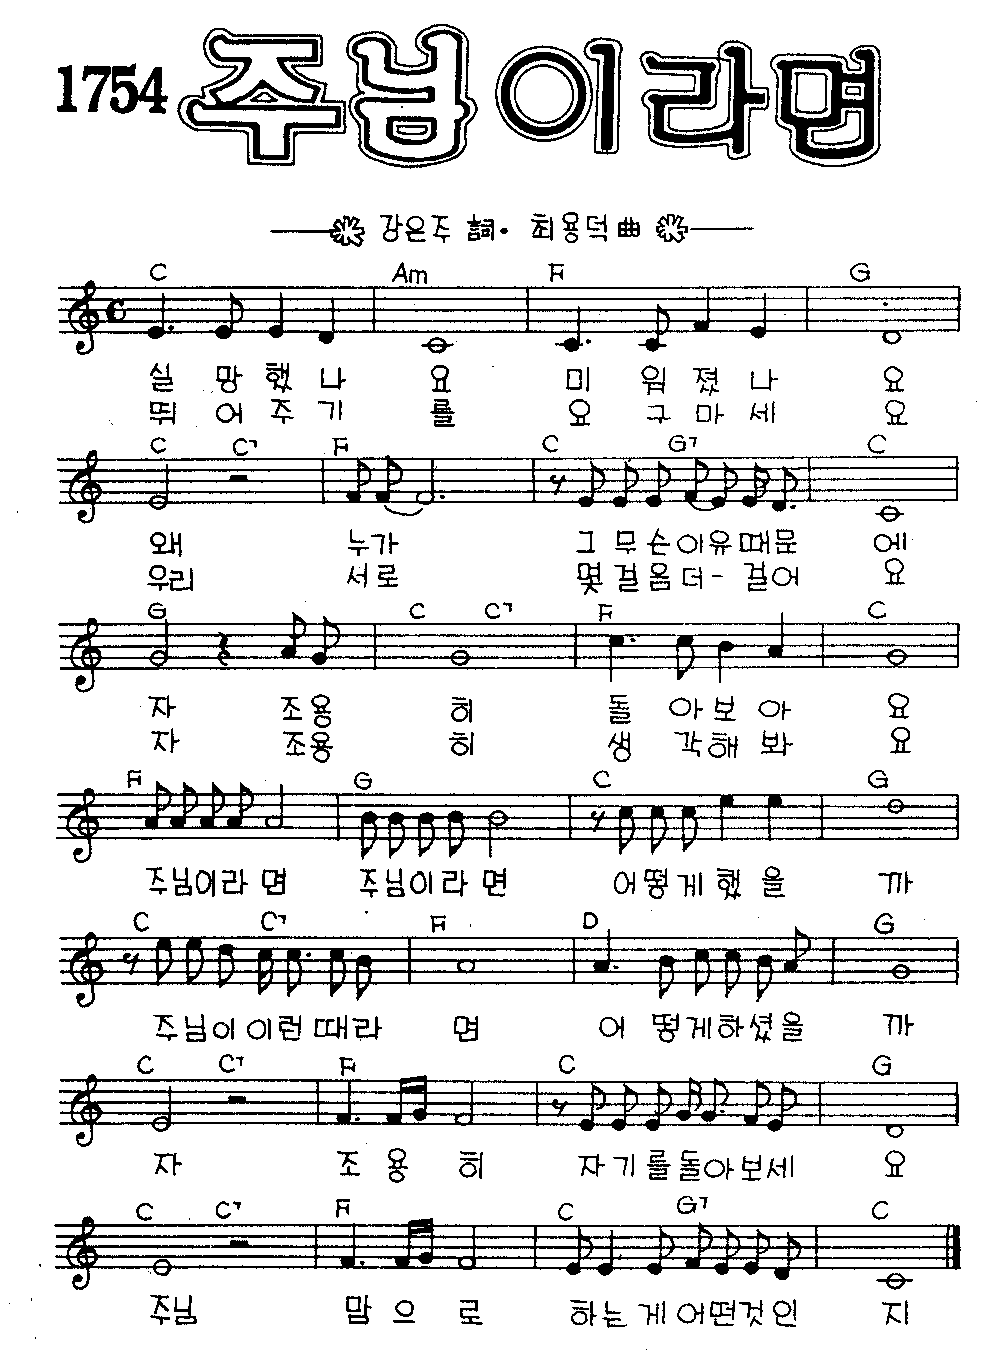 1754 주님이라면
강은주 詞· 최용덕 曲
C Am F G
실 망 했 나 요 미 워 졌 나 요
뛰 어 주 기 를 요 구 마 세 요
C C7 F C G7 C
왜 누가 그 무슨이유때문 에
우리 서로 몇걸음더- 걸어 요
G C C7 F C
자 조용 히 돌 아보아 요
자 조용 히 생 각해봐 요
F G C G
주님이라 면 주님이라 면 어떻게 했 을 까
C C7 F D G
주님이 이런 때라 면 어 떻게하셨을 까
C C7 F C G
자 조 용 히 자기를돌아보세 요
C C7 F C G7 C
주님 맘 으 로 하는 게 어떤것인 지